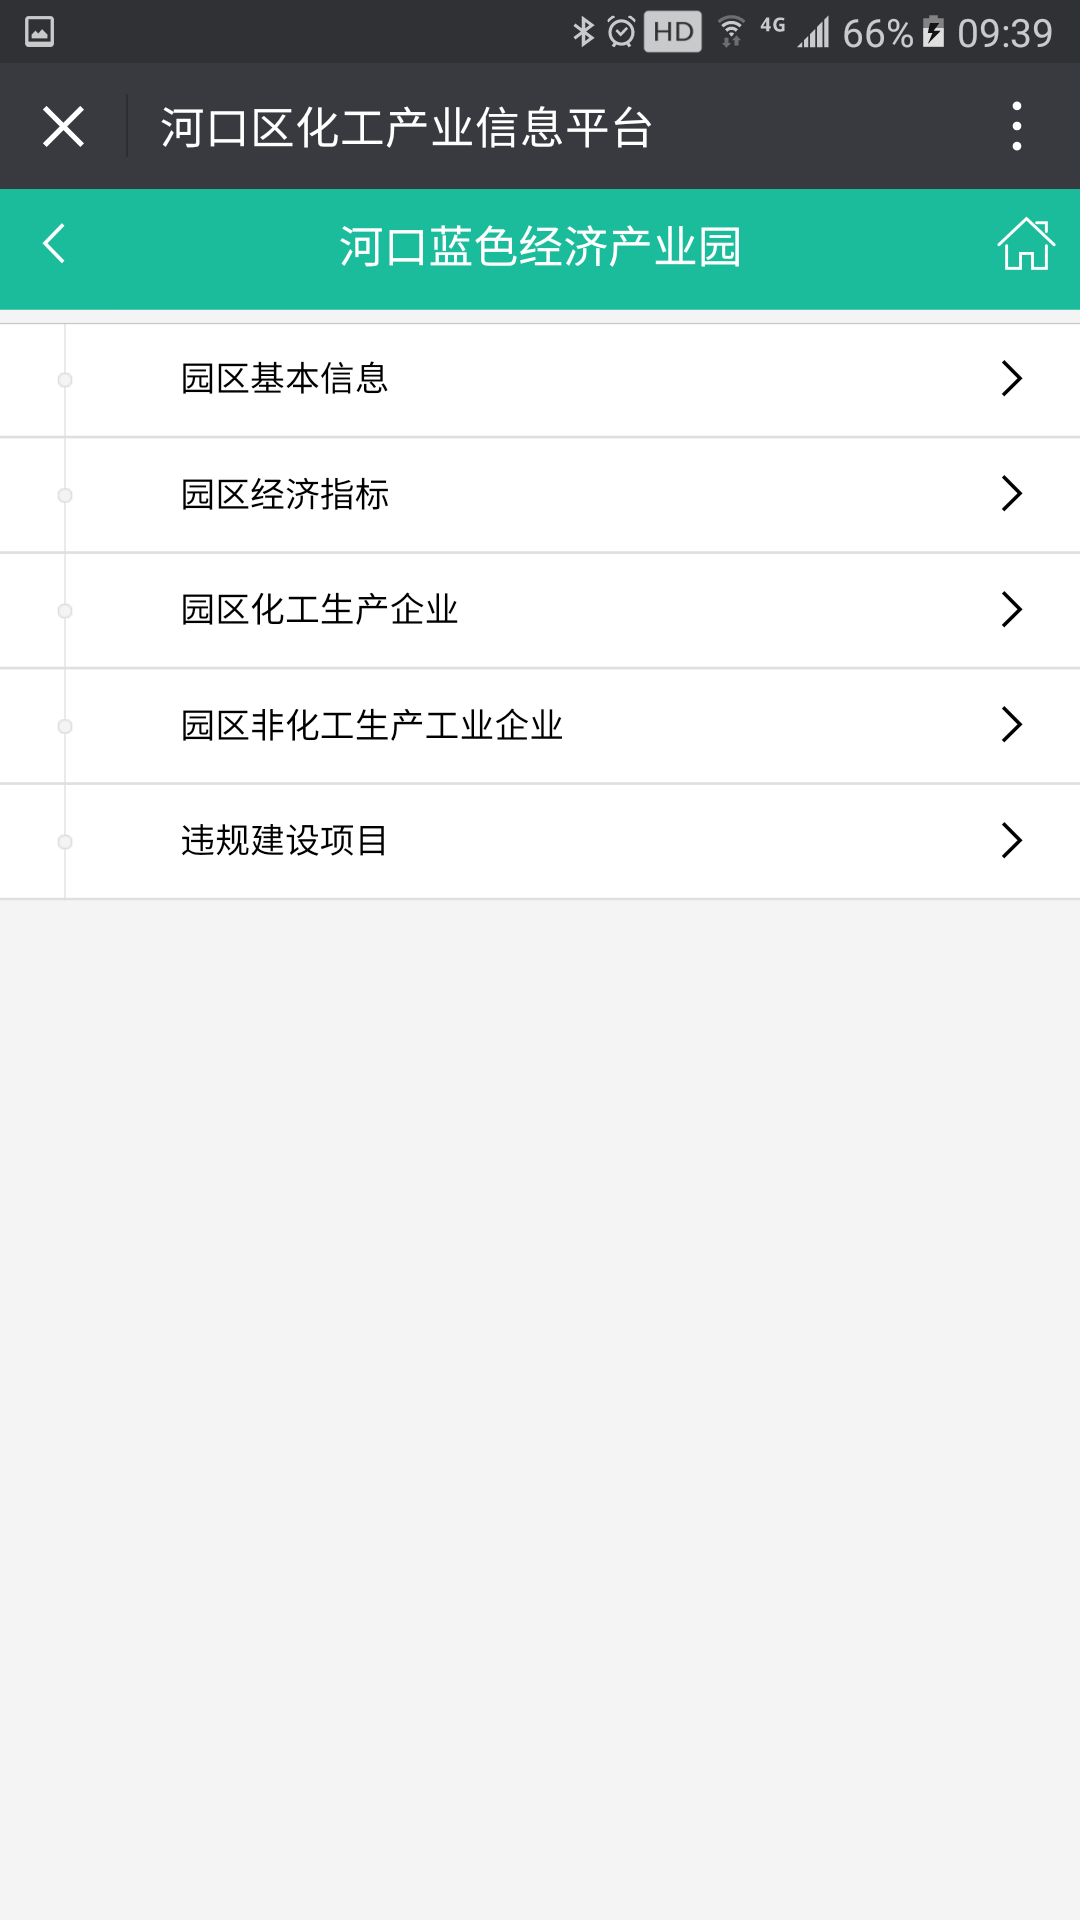 HD 4G 66% 09:39
河口区化工产业信息平台
河口蓝色经济产业园
园区基本信息
园区经济指标
园区化工生产企业
园区非化工生产工业企业
违规建设项目